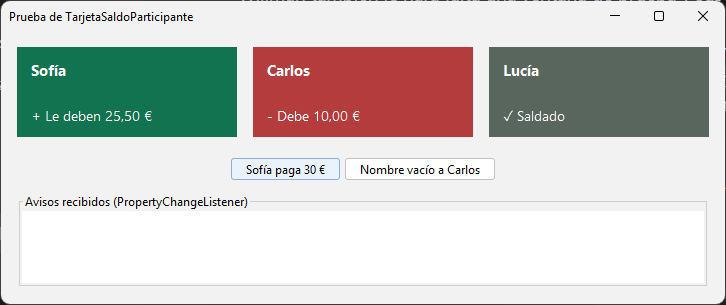 Prueba de TarjetaSaldoParticipante
Sofía
Carlos
Lucía
+ Le deben 25,50 €
- Debe 10,00 €
✓ Saldado
Sofía paga 30 €
Nombre vacío a Carlos
Avisos recibidos (PropertyChangeListener)